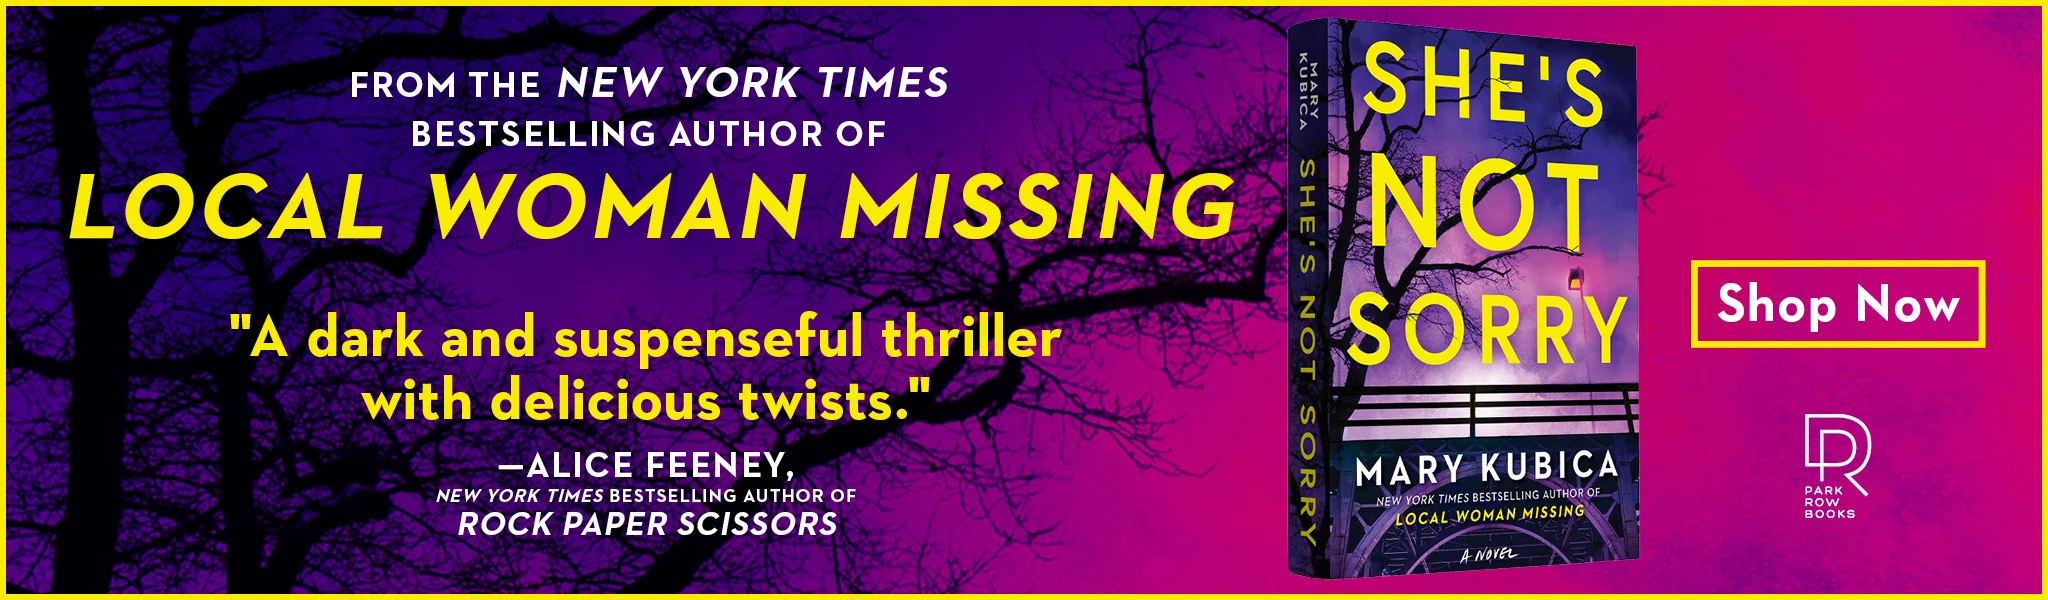 FROM THE NEW YORK TIMES
BESTSELLING AUTHOR OF
LOCAL WOMAN MISSING
"A dark and suspenseful thriller
with delicious twists."
—ALICE FEENEY,
NEW YORK TIMES BESTSELLING AUTHOR OF
ROCK PAPER SCISSORS
MARY KUBICA
SHE'S NOT SORRY
SHE'S
NOT
SORRY
MARY KUBICA
NEW YORK TIMES BESTSELLING AUTHOR OF
LOCAL WOMAN MISSING
A NOVEL
Shop Now
PARK
ROW
BOOKS